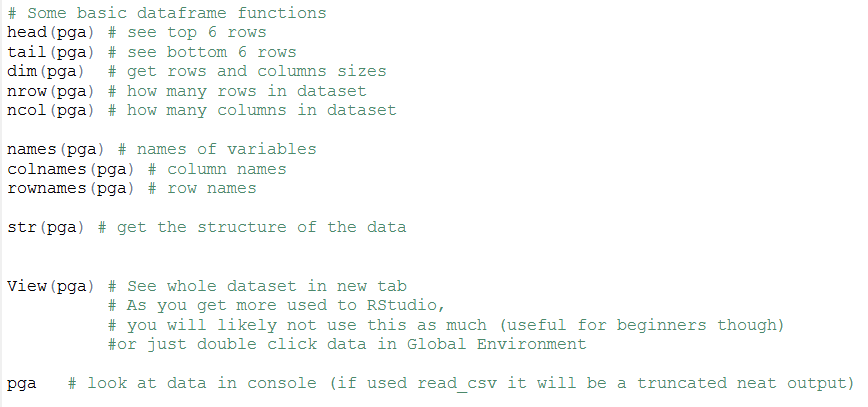 # Some basic dataframe functions
head(pga) # see top 6 rows
tail(pga) # see bottom 6 rows
dim(pga)  # get rows and columns sizes
nrow(pga) # how many rows in dataset
ncol(pga) # how many columns in dataset

names(pga) # names of variables
colnames(pga) # column names
rownames(pga) # row names

str(pga) # get the structure of the data


View(pga) # See whole dataset in new tab
          # As you get more used to RStudio,
          # you will likely not use this as much (useful for beginners though)
          #or just double click data in Global Environment

pga   # look at data in console (if used read_csv it will be a truncated neat output)